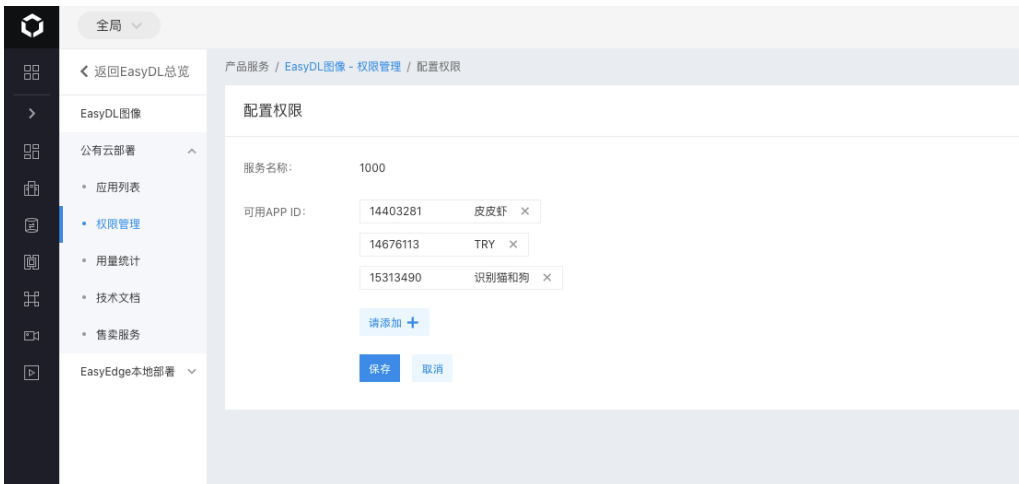 全局
返回EasyDL总览
产品服务 / EasyDL图像 - 权限管理 / 配置权限
EasyDL图像
配置权限
公有云部署
服务名称： 1000
应用列表
可用APP ID： 14403281 皮皮虾 ×
权限管理
14676113 TRY ×
用量统计
15313490 识别猫和狗 ×
技术文档
请添加 +
售卖服务
EasyEdge本地部署
保存 取消